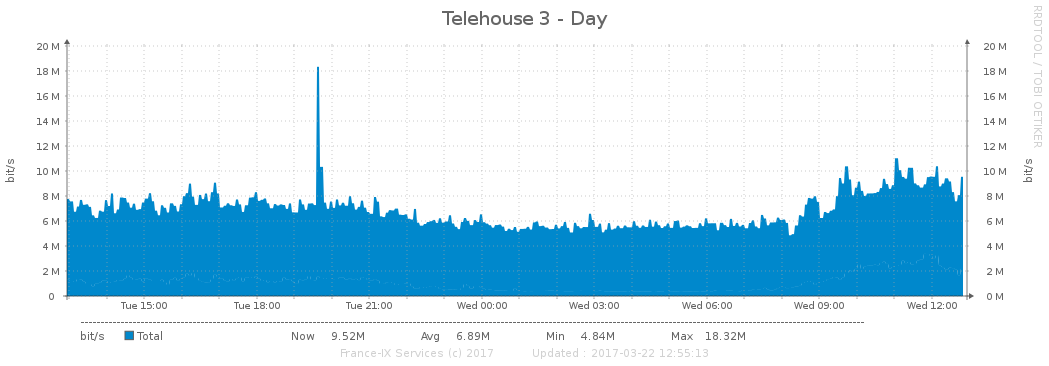 Telehouse 3 - Day
RRDTOOL / TOBI OETIKER
bit/s
20 M 20 M
18 M 18 M
16 M 16 M
14 M 14 M
12 M 12 M
10 M 10 M
8 M 8 M
6 M 6 M
4 M 4 M
2 M 2 M
0 0 M
bit/s
Tue 15:00 Tue 18:00 Tue 21:00 Wed 00:00 Wed 03:00 Wed 06:00 Wed 09:00 Wed 12:00
bit/s Total Now 9.52M Avg 6.89M Min 4.84M Max 18.32M
France-IX Services (c) 2017 Updated : 2017-03-22 12:55:13